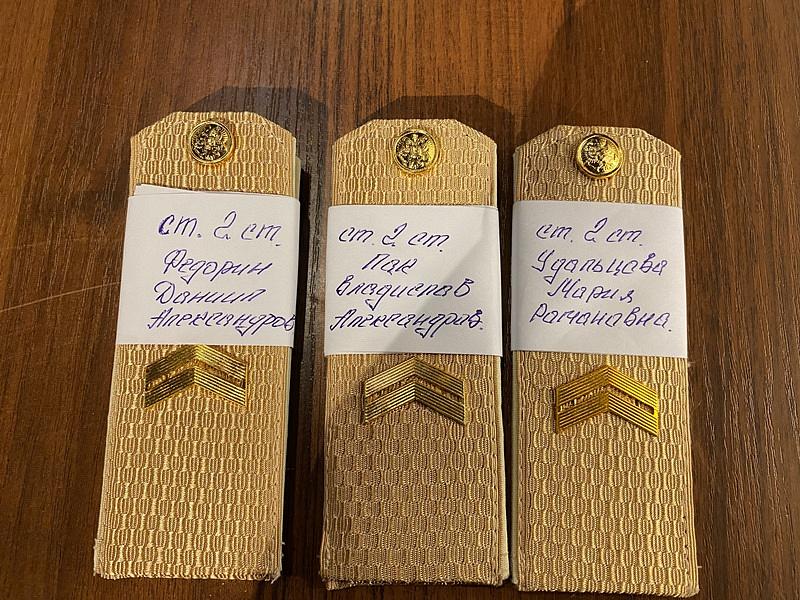 ст. 2 ст.
Федорин
Даниил
Александров
ст. 2 ст.
Пак
Владислав
Александров.
ст. 2 ст.
Удальцова
Мария
Романовна.